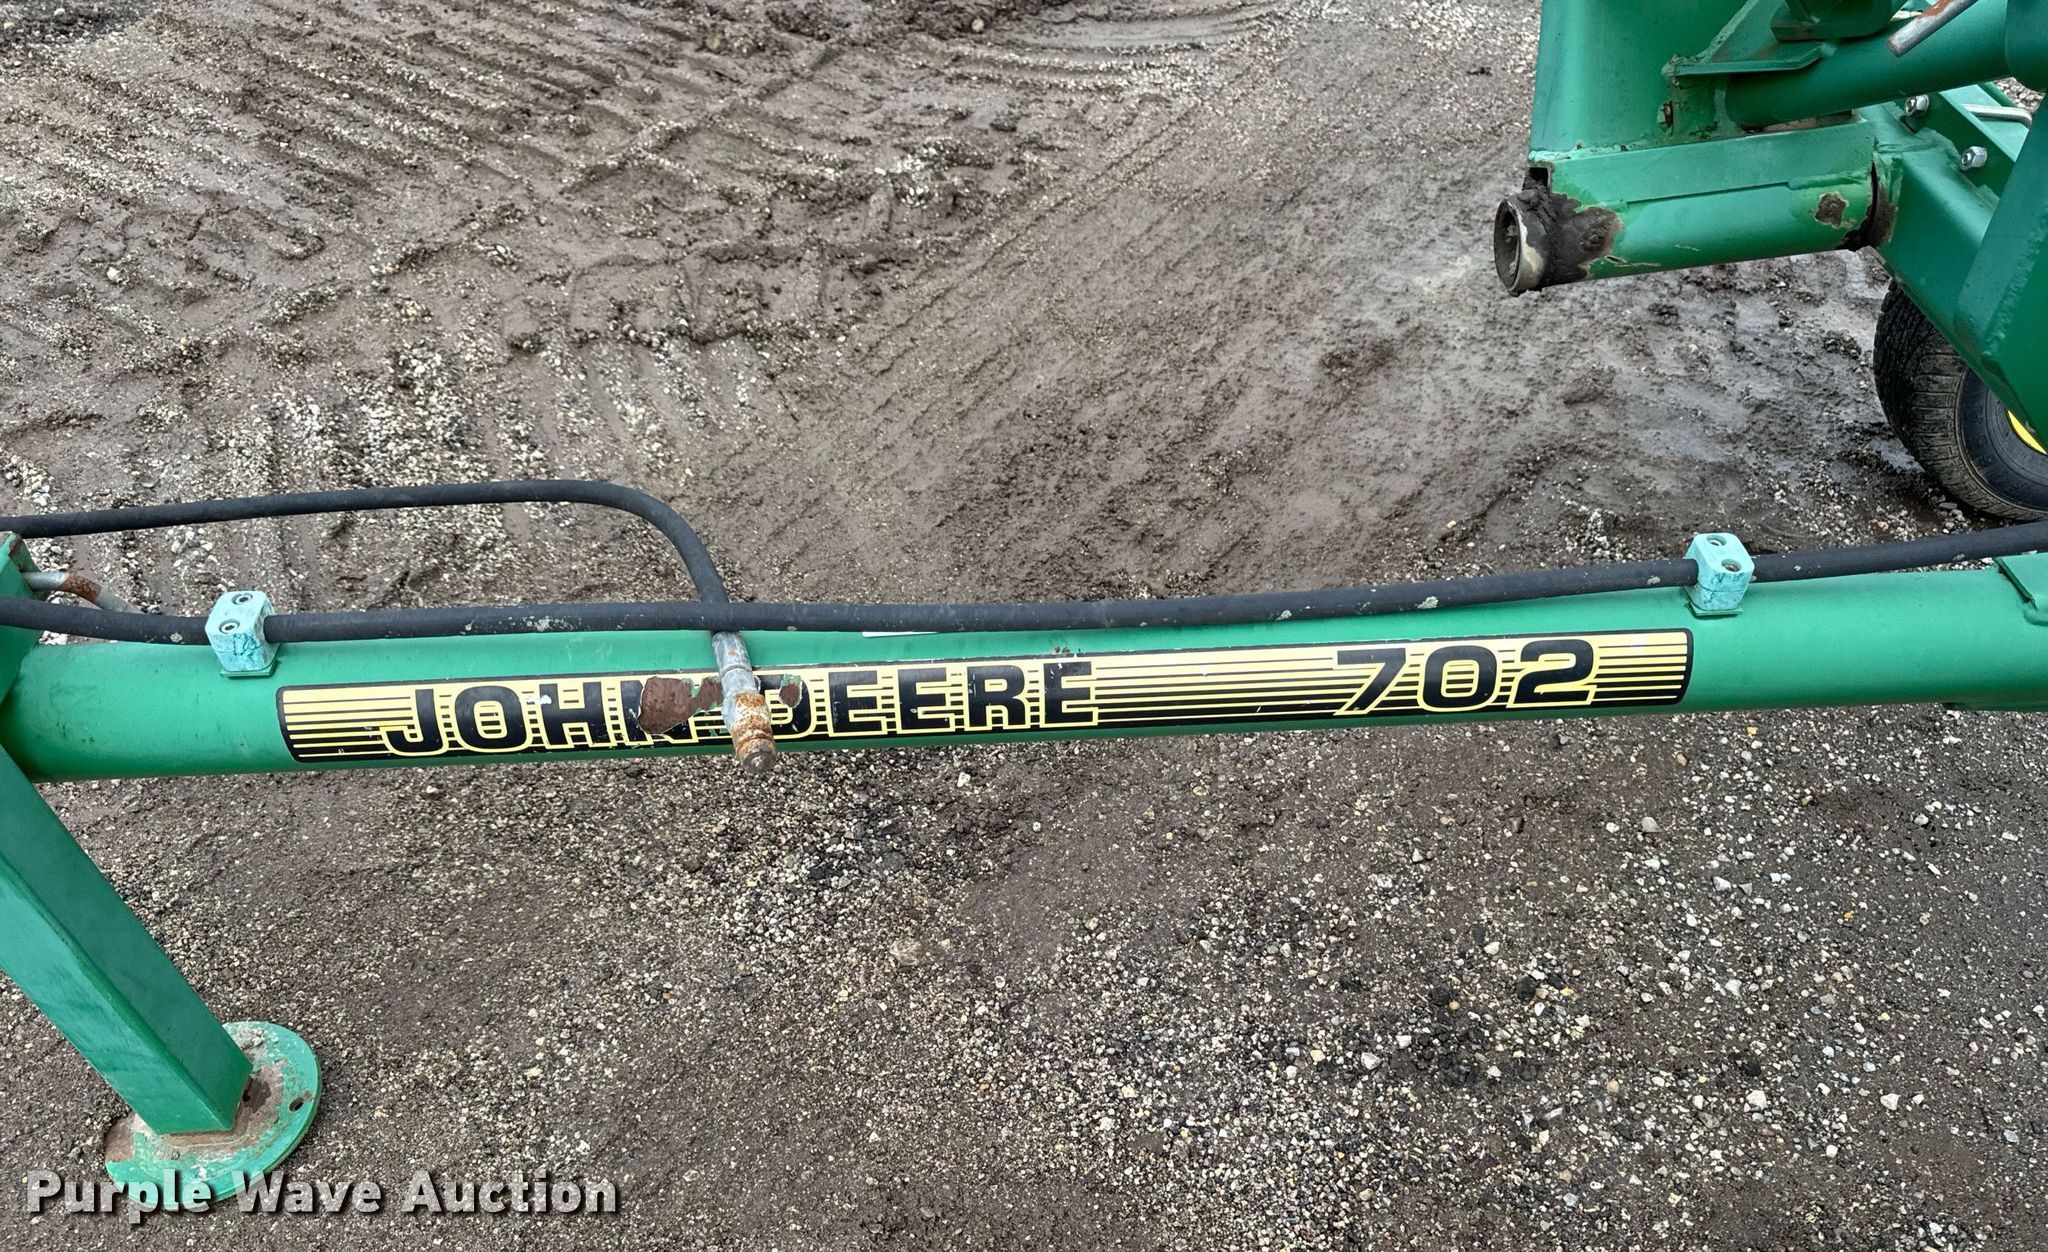 JOHN DEERE 702
Purple Wave Auction